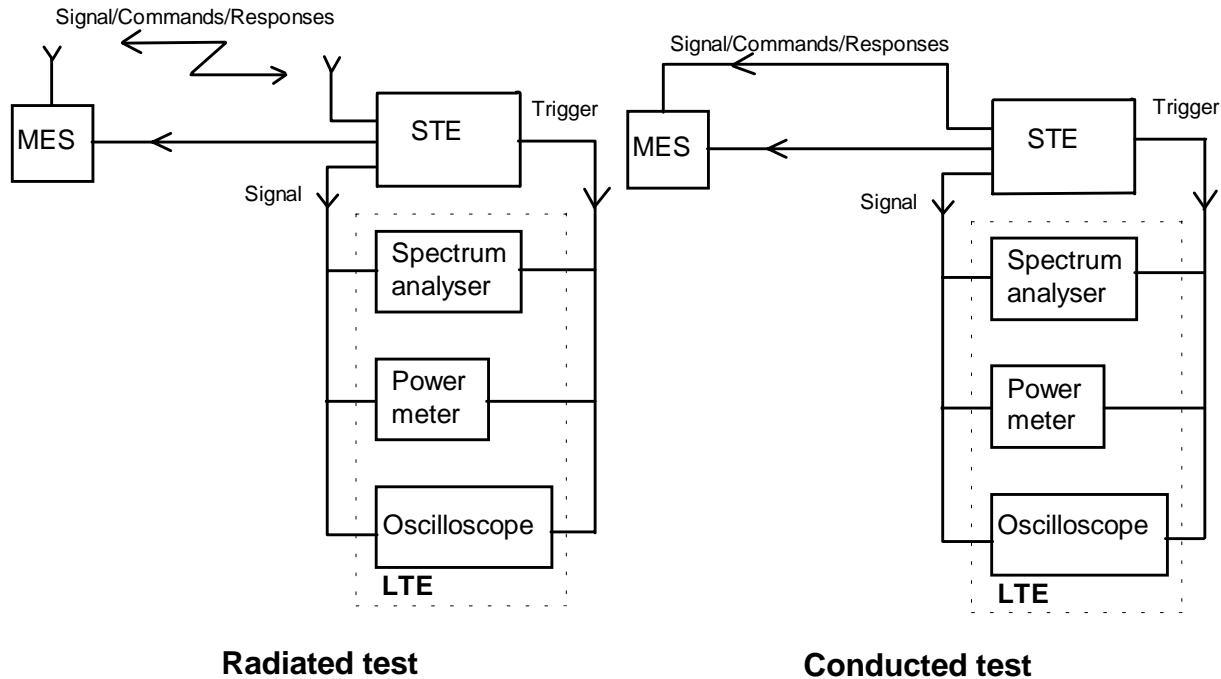 Signal/Commands/Responses
MES
STE
Trigger
Signal
Spectrum
analyser
Power
meter
Oscilloscope
LTE
Radiated test
Signal/Commands/Responses
MES
STE
Trigger
Signal
Spectrum
analyser
Power
meter
Oscilloscope
LTE
Conducted test